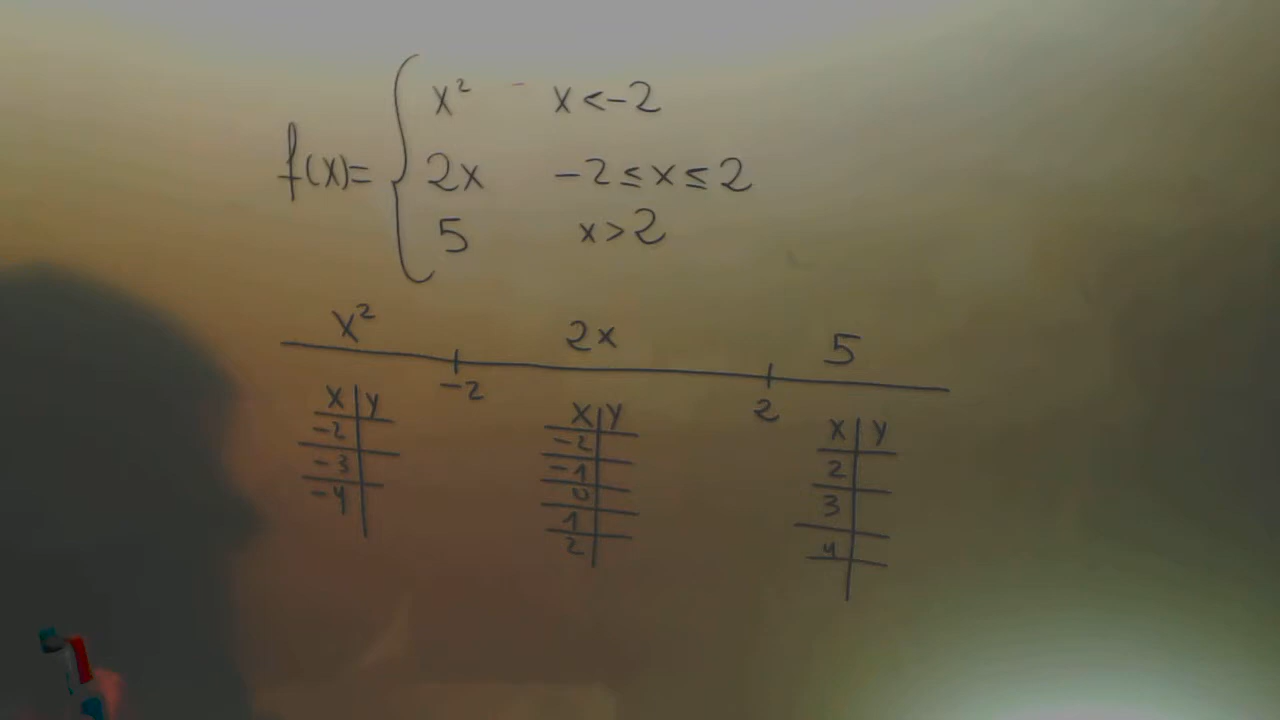 f(x)= { x² x<-2
2x -2≤x≤2
5 x>2
x² 2x 5
-2 2
x y
-2
-3
-4
x y
-2
-1
0
1
2
x y
2
3
4